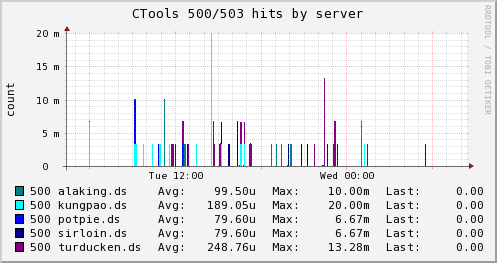 CTools 500/503 hits by server
RRDTOOL / TOBI OETIKER
count
20 m
15 m
10 m
5 m
0
Tue 12:00 Wed 00:00
500 alaking.ds Avg: 99.50u Max: 10.00m Last: 0.00
500 kungpao.ds Avg: 189.05u Max: 20.00m Last: 0.00
500 potpie.ds Avg: 79.60u Max: 6.67m Last: 0.00
500 sirloin.ds Avg: 79.60u Max: 6.67m Last: 0.00
500 turducken.ds Avg: 248.76u Max: 13.28m Last: 0.00